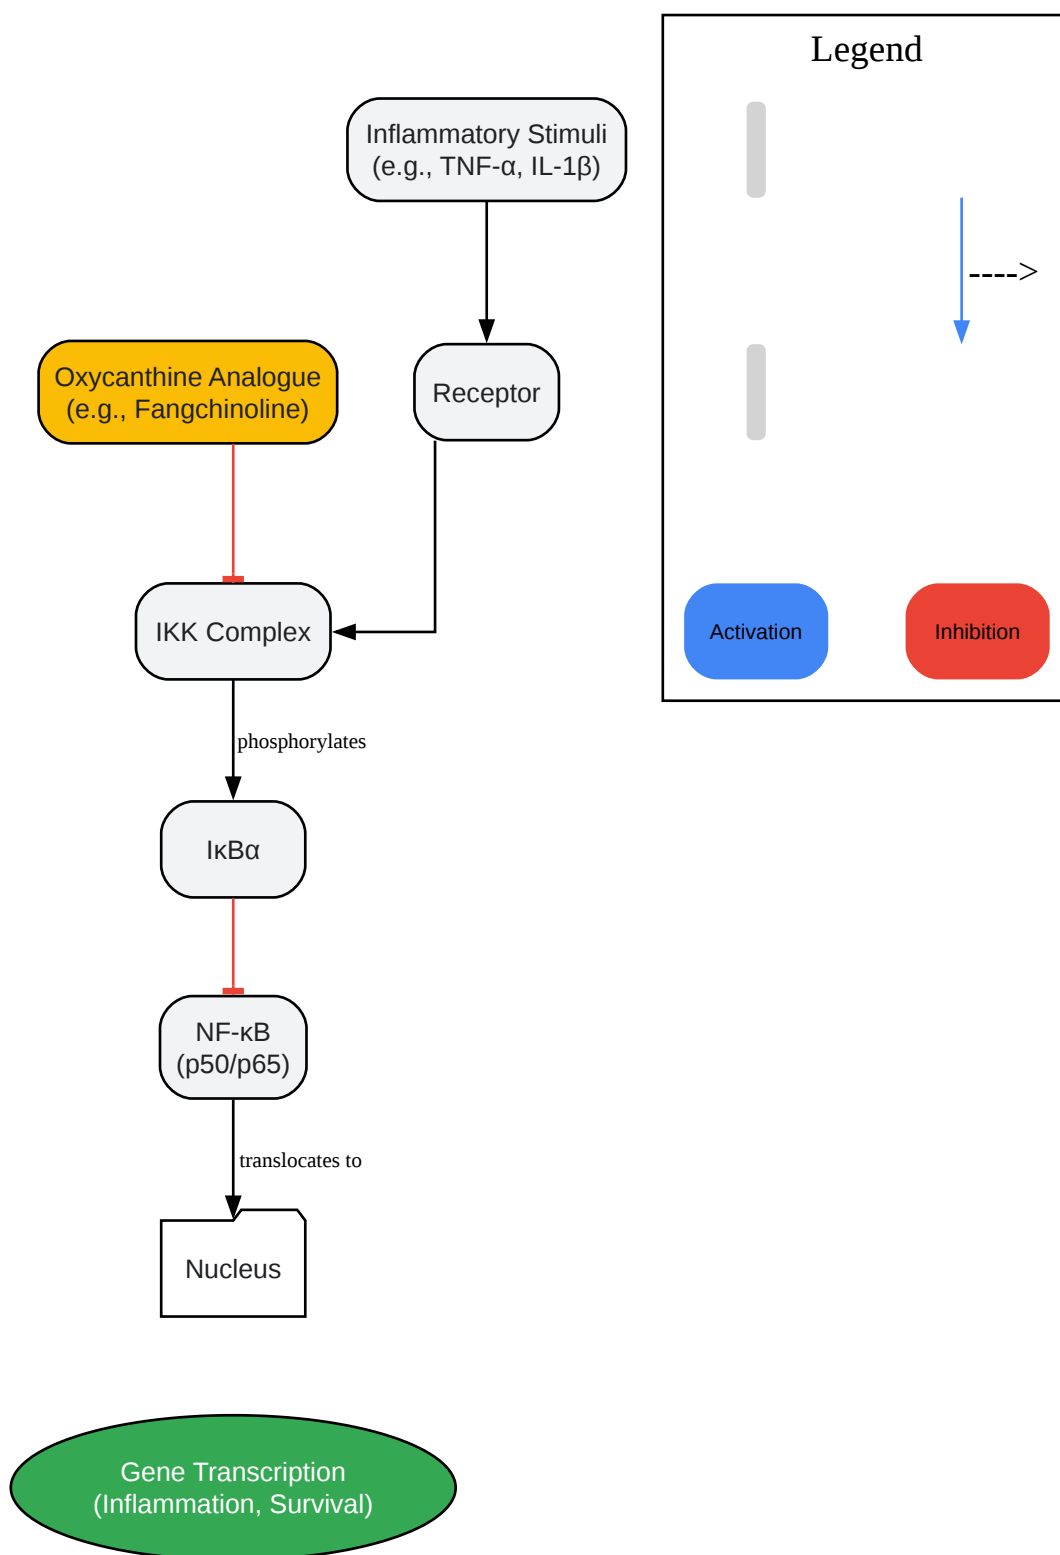 Legend
Inflammatory Stimuli
(e.g., TNF-α, IL-1β)
---->
Oxycanthine Analogue
(e.g., Fangchinoline)
Receptor
IKK Complex
Activation
Inhibition
phosphorylates
IκBα
NF-κB
(p50/p65)
translocates to
Nucleus
Gene Transcription
(Inflammation, Survival)